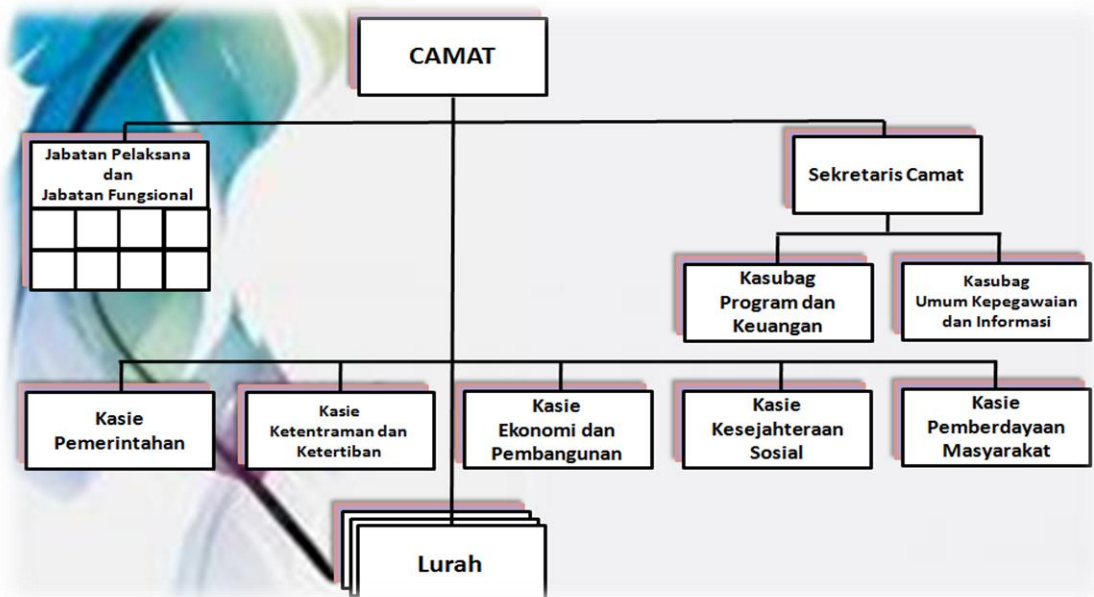 CAMAT
Jabatan Pelaksana
dan
Jabatan Fungsional
Sekretaris Camat
Kasubag
Program dan
Keuangan
Kasubag
Umum Kepegawaian
dan Informasi
Kasie
Pemerintahan
Kasie
Ketentraman dan
Ketertiban
Kasie
Ekonomi dan
Pembangunan
Kasie
Kesejahteraan
Sosial
Kasie
Pemberdayaan
Masyarakat
Lurah